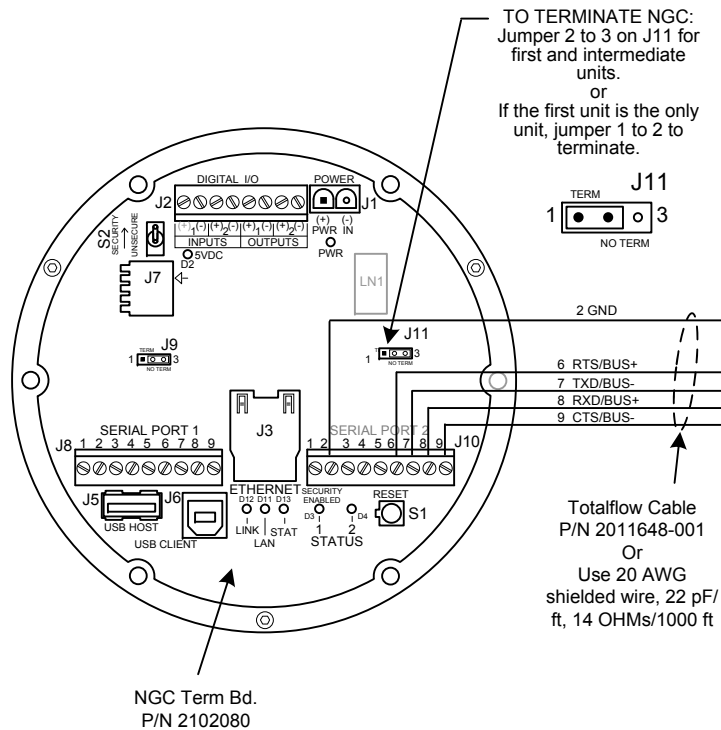 TO TERMINATE NGC:
Jumper 2 to 3 on J11 for
first and intermediate
units.
or
If the first unit is the only
unit, jumper 1 to 2 to
terminate.
J11
TERM
1 3
NO TERM
DIGITAL I/O POWER
J2 J1
(+) 1 (-) (+) 2 (-) (+) 1 (-) (+) 2 (-) (+) (-)
PWR IN
INPUTS OUTPUTS
S2
SECURITY
UNSECURE
5VDC
D2
PWR
J7
LN1
2 GND
J9
TERM
1 3
NO TERM
J11
T
1 3
NO TERM
6 RTS/BUS+
7 TXD/BUS-
8 RXD/BUS+
9 CTS/BUS-
SERIAL PORT 1
J8 1 2 3 4 5 6 7 8 9
J3
SERIAL PORT 2
1 2 3 4 5 6 7 8 9 J10
J5 J6
USB HOST
USB CLIENT
ETHERNET
D12 D11 D13
LINK
LAN
STAT
SECURITY
ENABLED
D3 D4
1 2
STATUS
RESET
S1
Totalflow Cable
P/N 2011648-001
Or
Use 20 AWG
shielded wire, 22 pF/
ft, 14 OHMs/1000 ft
NGC Term Bd.
P/N 2102080